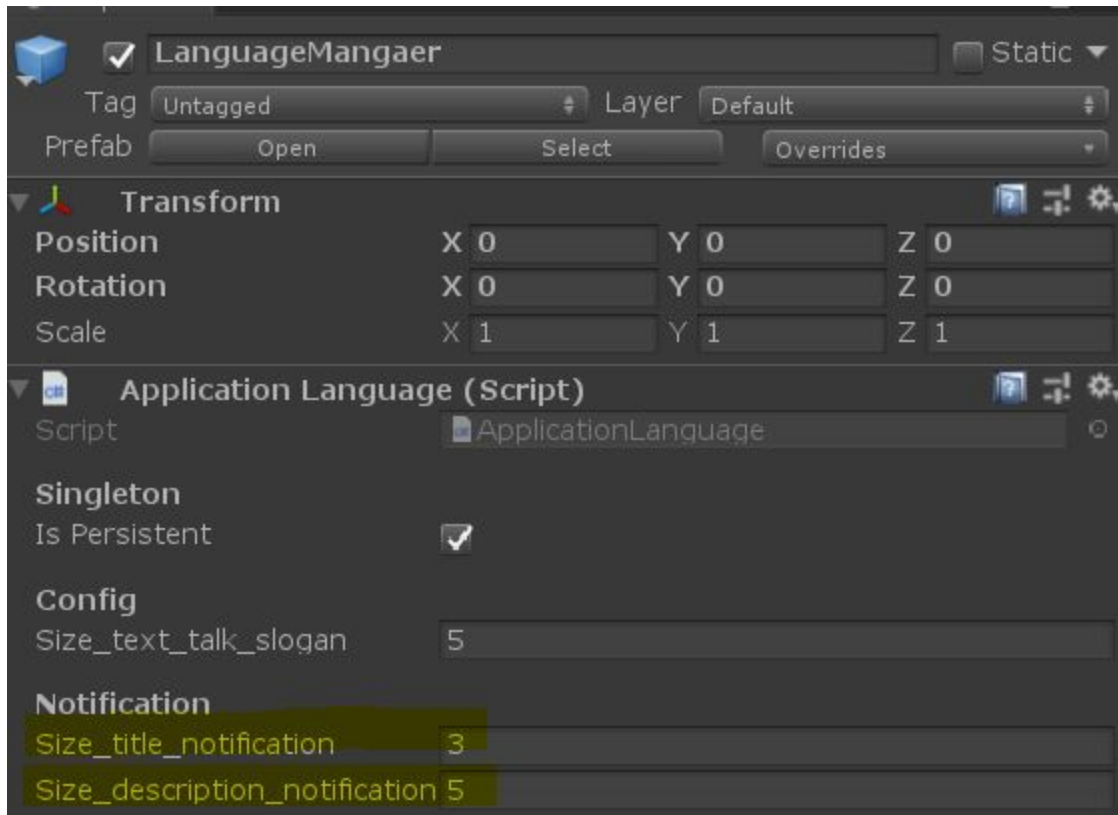 LanguageMangaer Static
Tag Untagged Layer Default
Prefab Open Select Overrides
Transform
Position X 0 Y 0 Z 0
Rotation X 0 Y 0 Z 0
Scale X 1 Y 1 Z 1
c# Application Language (Script)
Script ApplicationLanguage
Singleton
Is Persistent
Config
Size_text_talk_slogan 5
Notification
Size_title_notification 3
Size_description_notification 5